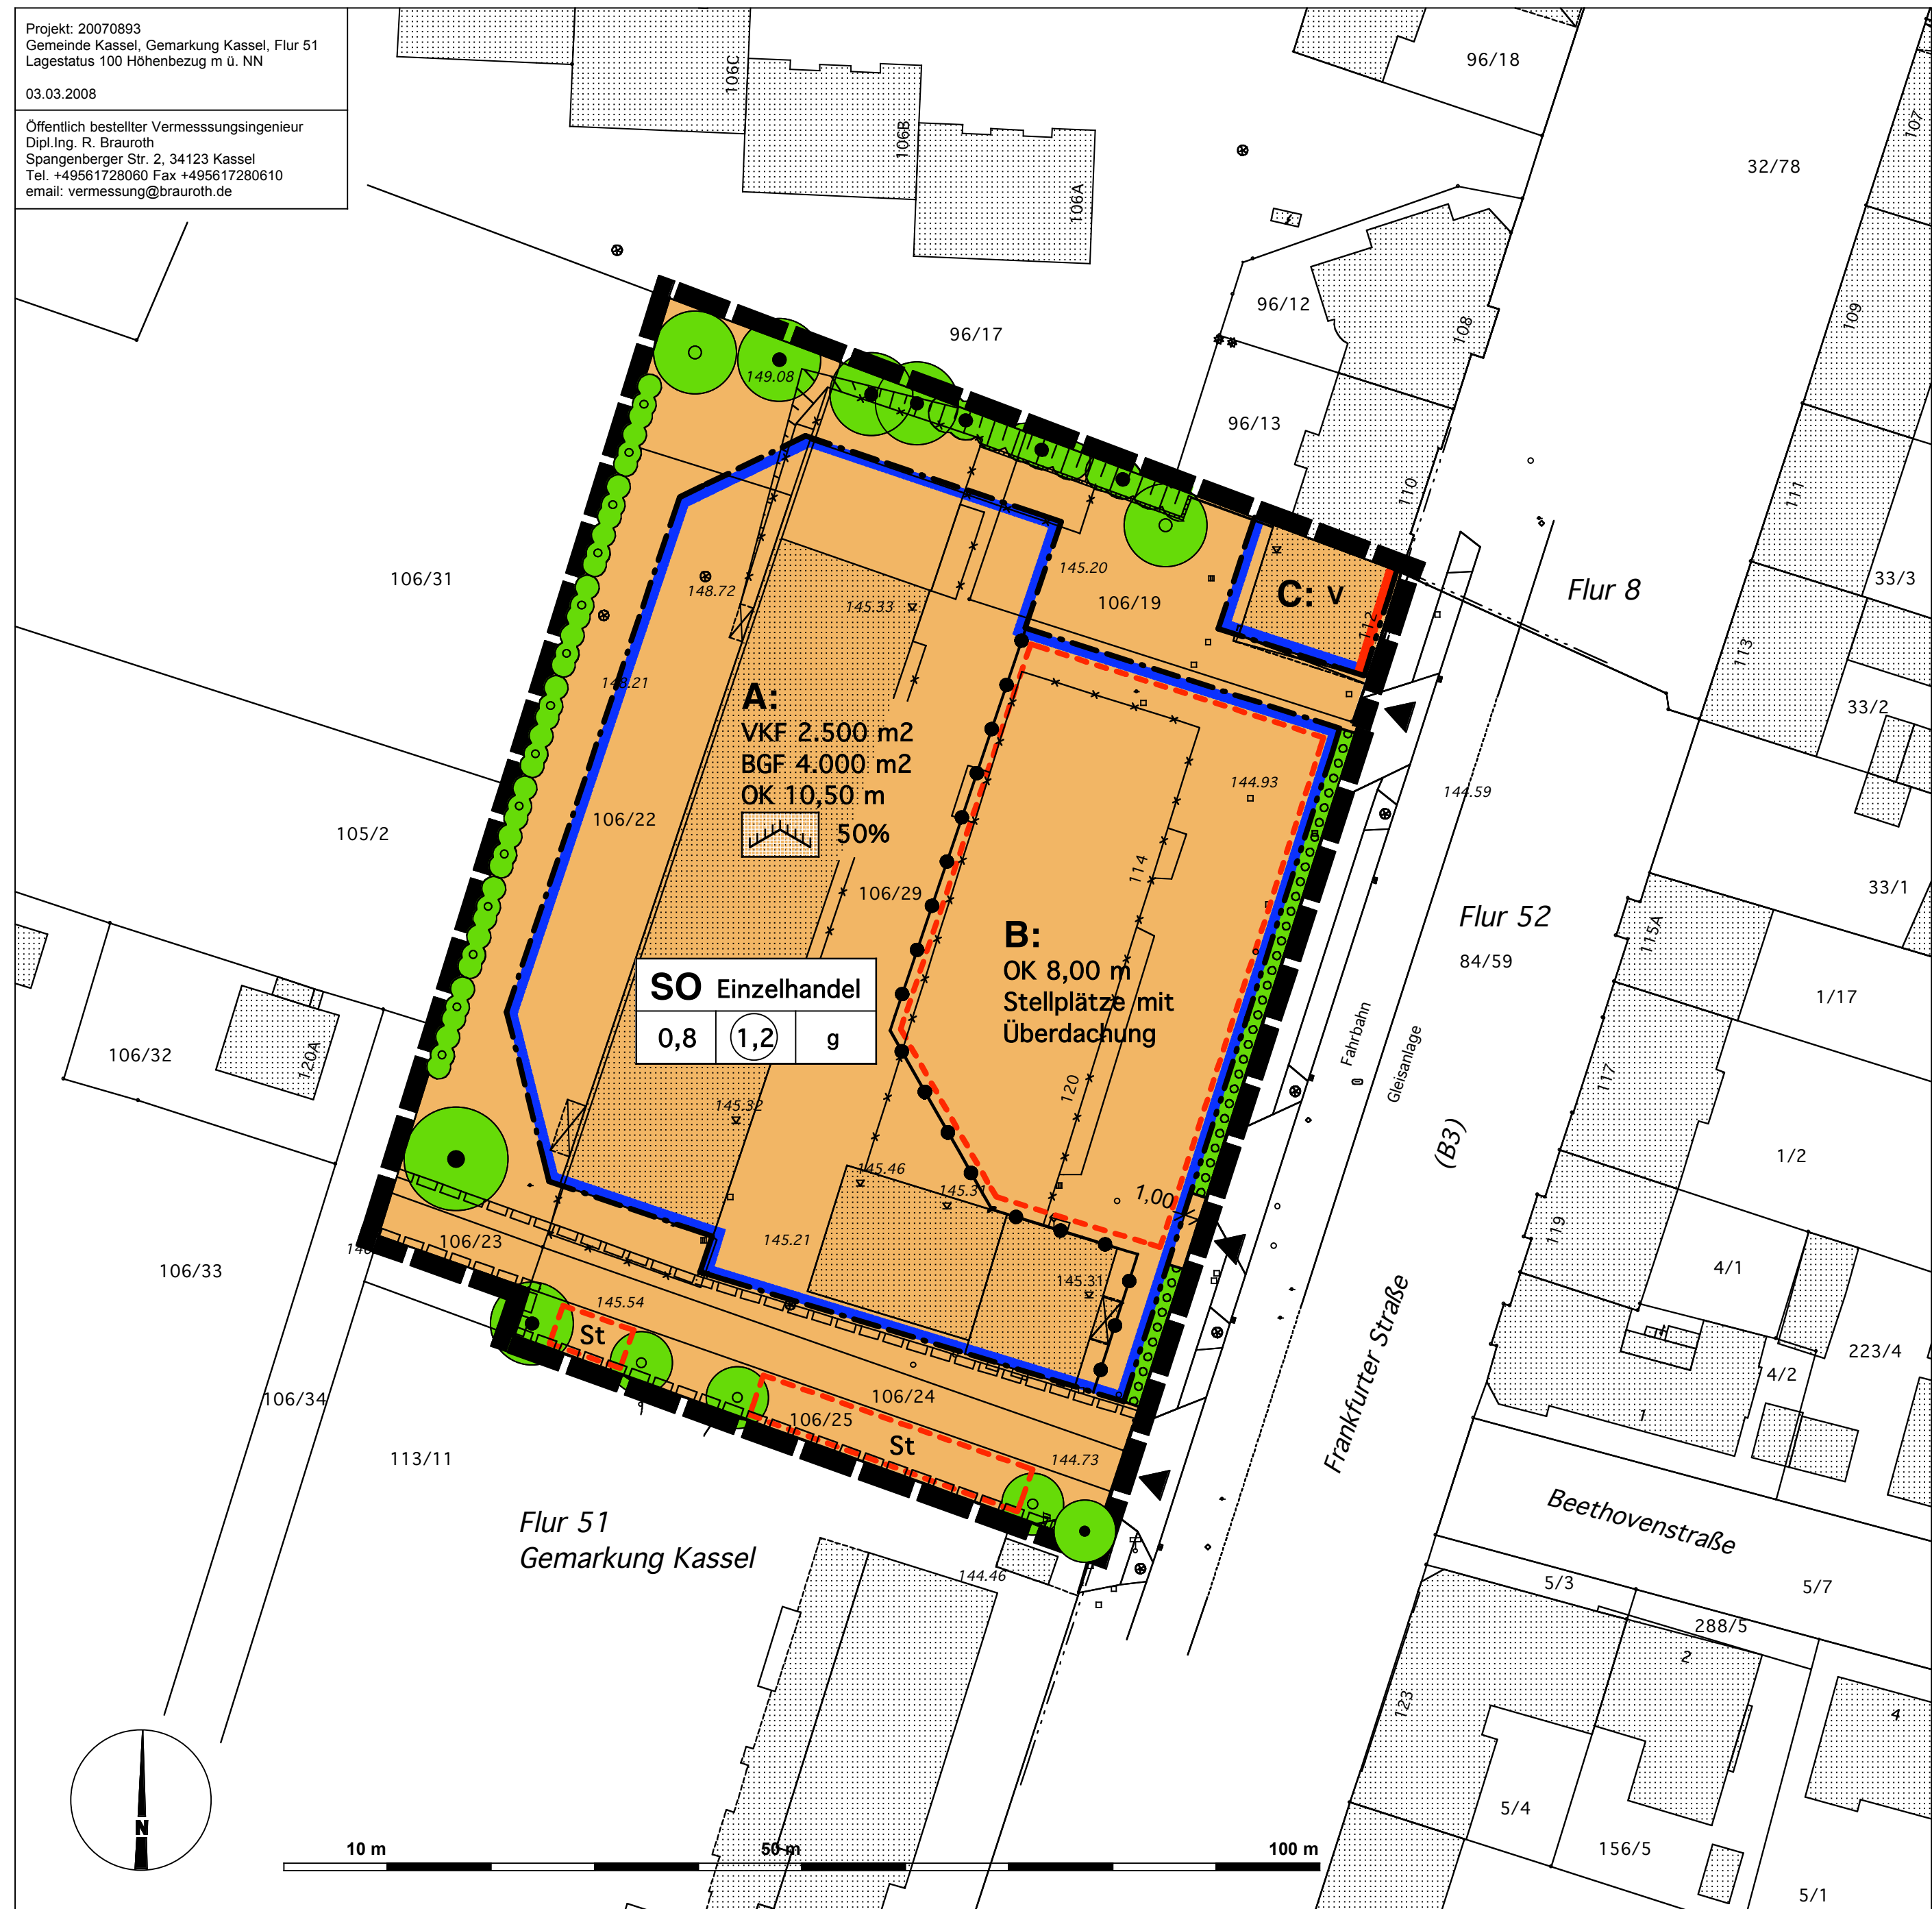 Projekt: 20070893
Gemeinde Kassel, Gemarkung Kassel, Flur 51
Lagestatus 100 Höhenbezug m ü. NN
03.03.2008
Öffentlich bestellter Vermesssungsingenieur
Dipl.Ing. R. Brauroth
Spangenberger Str. 2, 34123 Kassel
Tel. +49561728060 Fax +495617280610
email: vermessung@brauroth.de
106C
106B
106A
96/18
107
32/78
109
96/12
108
96/17
96/13
149.08
110
111
106/31
148.72
145.33
145.20
106/19
C: V
112
Flur 8
33/3
113
33/2
148.21
A:
VKF 2.500 m2
BGF 4.000 m2
OK 10,50 m
50%
106/22
105/2
144.93
144.59
114
106/29
33/1
Flur 52
84/59
115A
1/17
B:
OK 8,00 m
Stellplätze mit
Überdachung
SO Einzelhandel
0,8
1,2
g
Fahrbahn
Gleisanlage
(B3)
106/32
120A
120
117
1/2
145.32
145.46
145.31
1,00
119
106/23
106/33
145.21
145.31
4/1
145.54
St
Frankfurter Straße
223/4
4/2
106/34
106/24
106/25
St
1
113/11
144.73
Flur 51
Gemarkung Kassel
Beethovenstraße
144.46
5/3
5/7
288/5
2
123
4
N
5/4
156/5
5/1
10 m
50 m
100 m